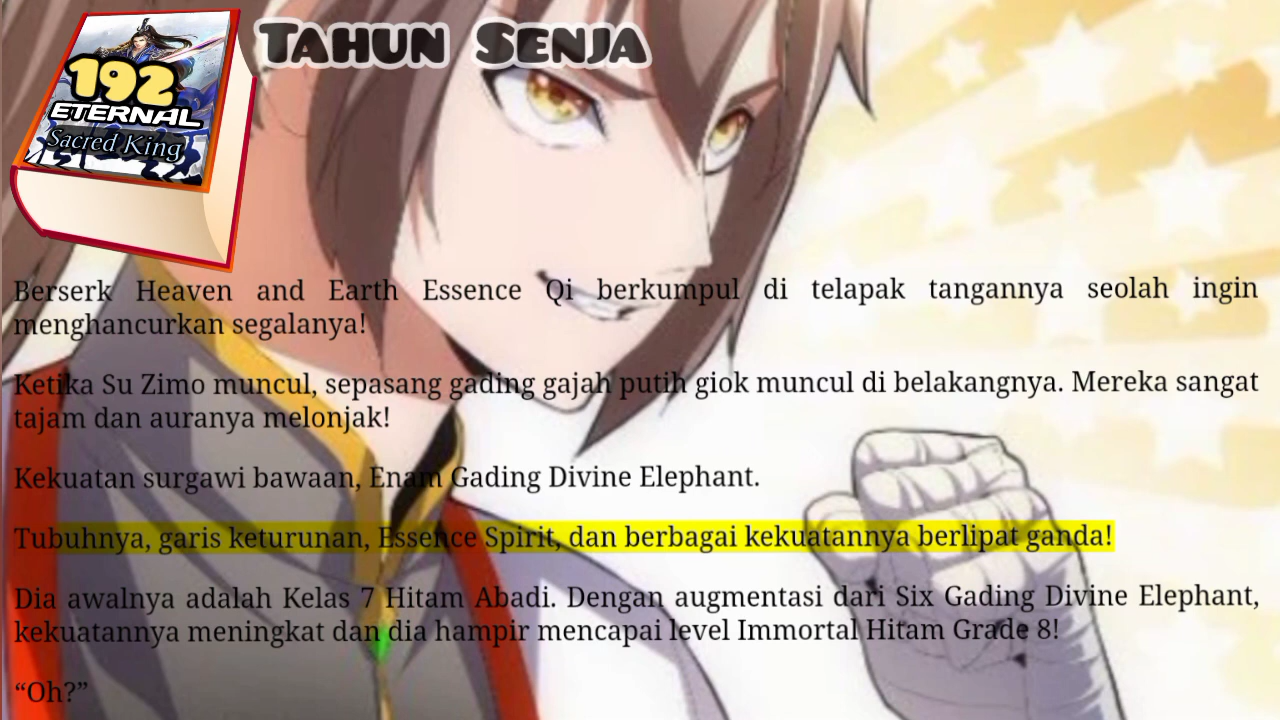 Tahun Senja
192
ETERNAL
Sacred King
Berserk Heaven and Earth Essence Qi berkumpul di telapak tangannya seolah ingin
menghancurkan segalanya!
Ketika Su Zimo muncul, sepasang gading gajah putih giok muncul di belakangnya. Mereka sangat
tajam dan auranya melonjak!
Kekuatan surgawi bawaan, Enam Gading Divine Elephant.
Tubuhnya, garis keturunan, Essence Spirit, dan berbagai kekuatannya berlipat ganda!
Dia awalnya adalah Kelas 7 Hitam Abadi. Dengan augmentasi dari Six Gading Divine Elephant,
kekuatannya meningkat dan dia hampir mencapai level Immortal Hitam Grade 8!
“Oh?”